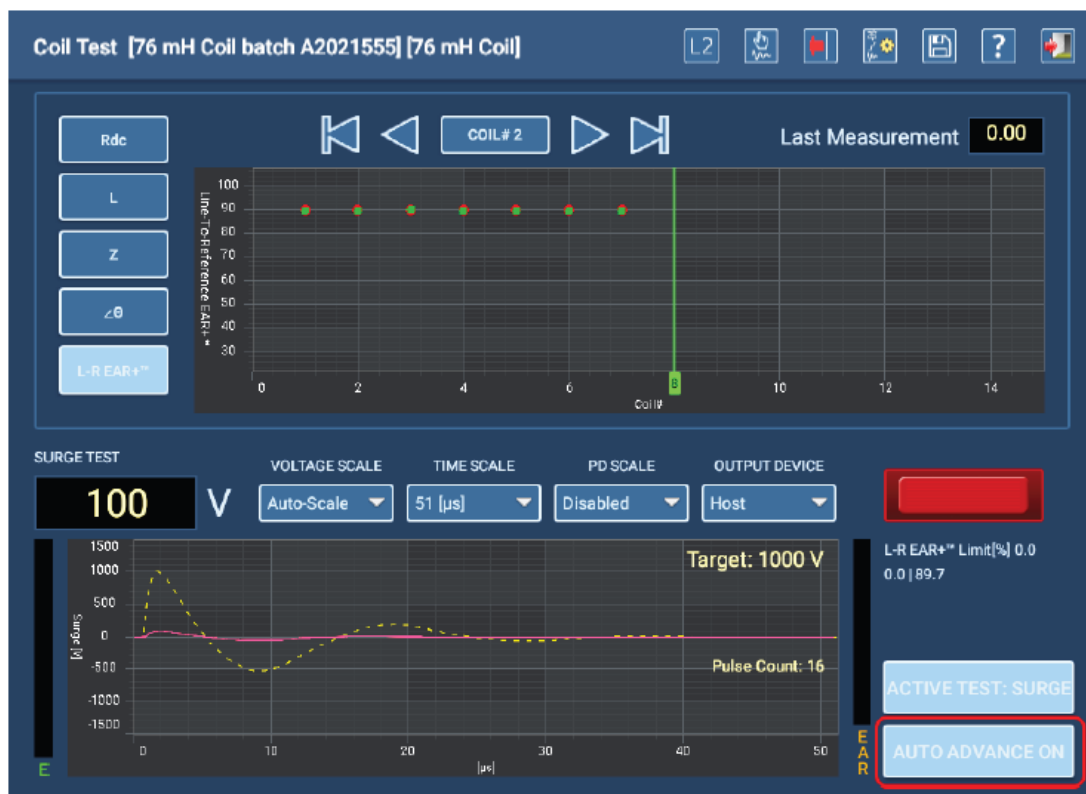 Coil Test [76 mH Coil batch A2021555] [76 mH Coil]
L2
?
Rdc
L
Z
∠θ
L-R EAR+™
COIL# 2
Last Measurement 0.00
Line-To-Reference EAR+ *
100
90
80
70
60
50
40
30
0 2 4 6 8 10 12 14
Coil#
SURGE TEST
100 V
VOLTAGE SCALE
Auto-Scale
TIME SCALE
51 [µs]
PD SCALE
Disabled
OUTPUT DEVICE
Host
L-R EAR+™ Limit[%] 0.0
0.0 | 89.7
Surge [V]
1500
1000
500
0
-500
-1000
-1500
Target: 1000 V
Pulse Count: 16
0 10 20 30 40 50
[µs]
E
EAR
ACTIVE TEST: SURGE
AUTO ADVANCE ON